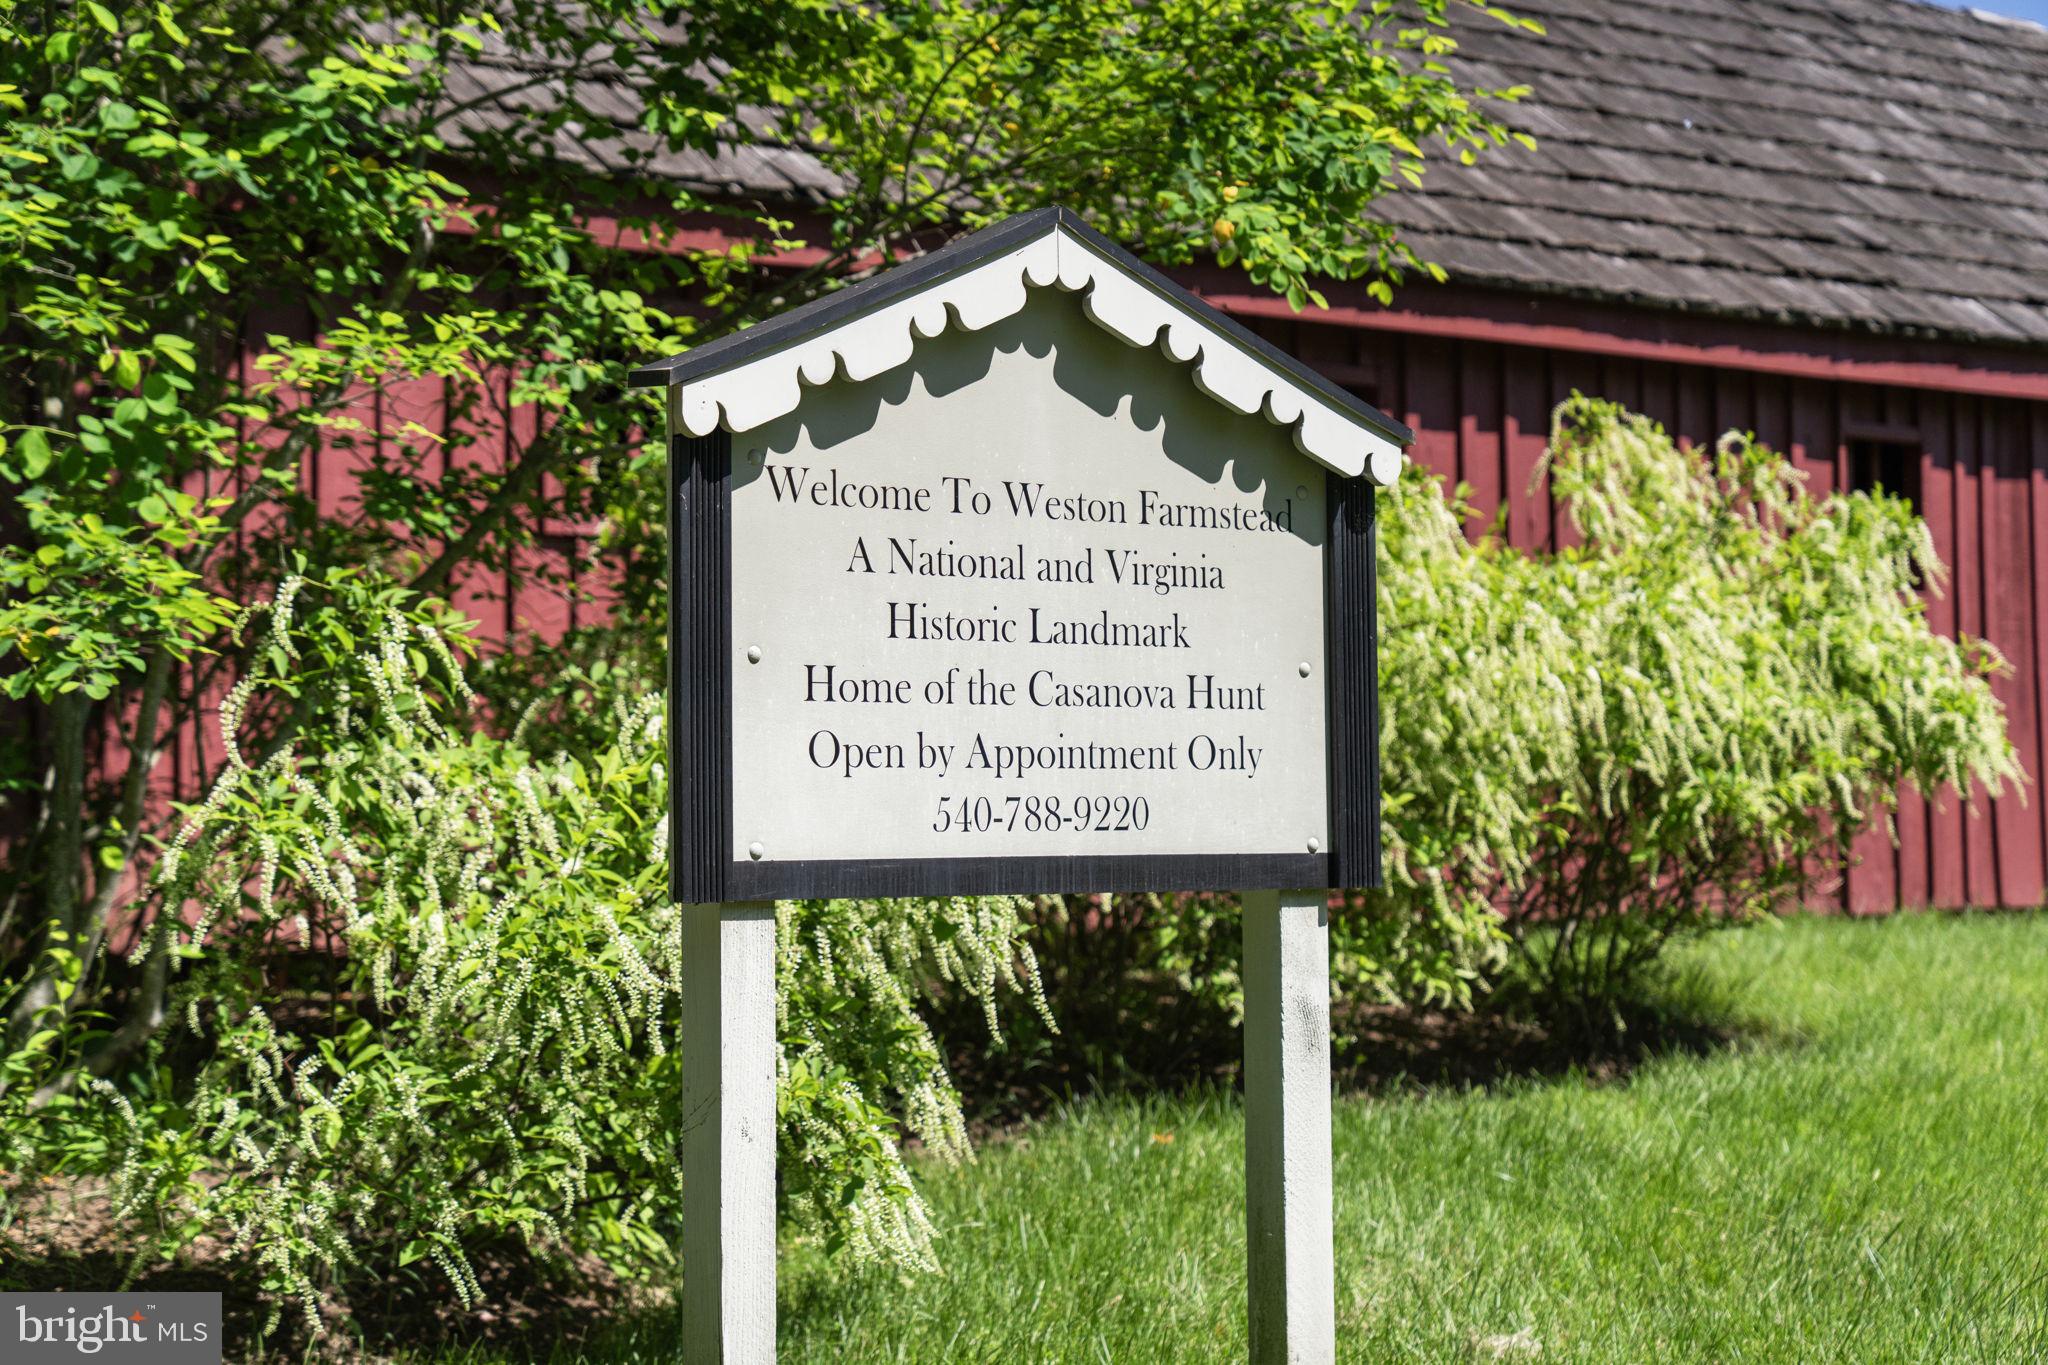 Welcome To Weston Farmstead
A National and Virginia
Historic Landmark
Home of the Casanova Hunt
Open by Appointment Only
540-788-9220
bright™ MLS